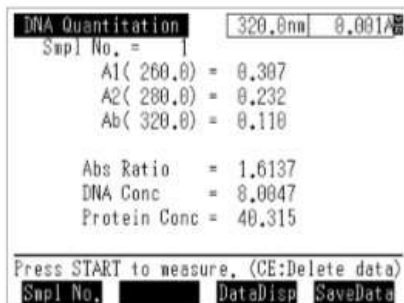 DNA Quantitation 320.0nm 0.001A
Smpl No. = 1
A1( 260.0) = 0.307
A2( 280.0) = 0.232
Ab( 320.0) = 0.110
Abs Ratio = 1.6137
DNA Conc = 8.0047
Protein Conc = 40.315
Press START to measure, (CE:Delete data)
Smpl No. DataDisp SaveData